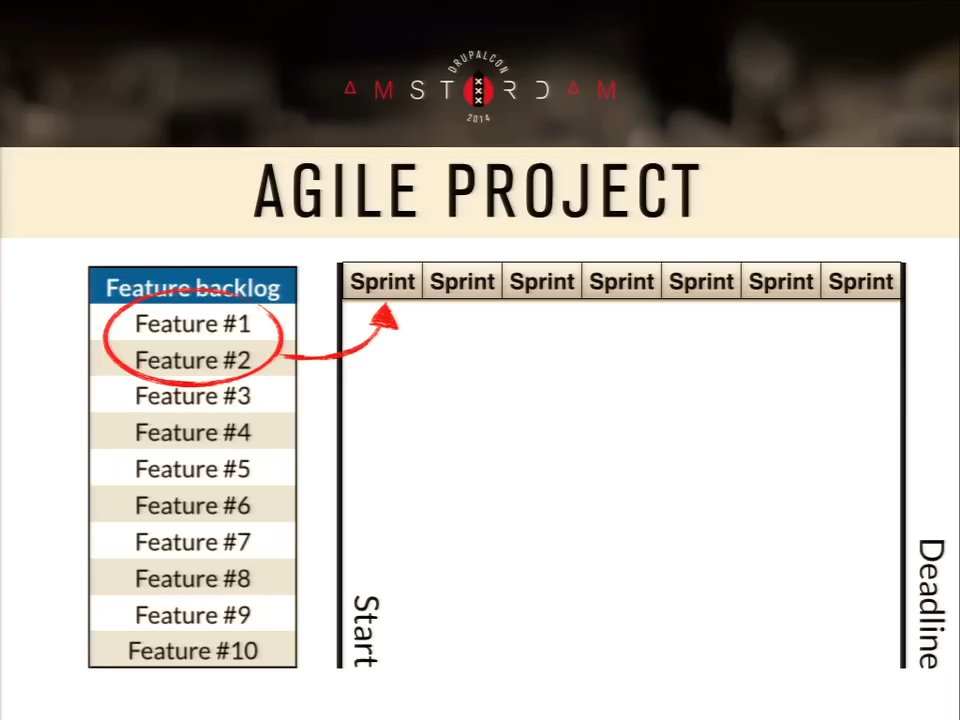 DRUPALCON
AMSTERDAM
2014
AGILE PROJECT
Feature backlog
Feature #1
Feature #2
Feature #3
Feature #4
Feature #5
Feature #6
Feature #7
Feature #8
Feature #9
Feature #10
Sprint Sprint Sprint Sprint Sprint Sprint Sprint
Start
Deadline